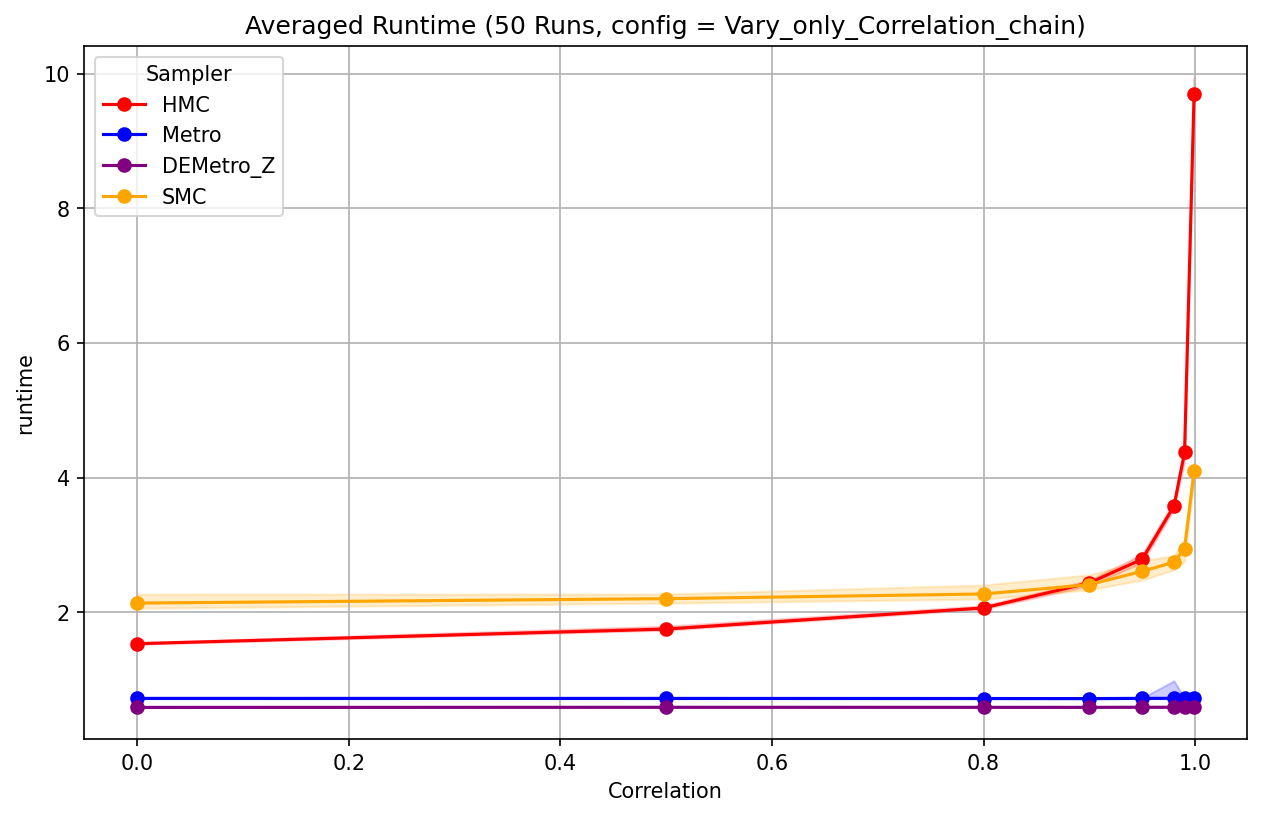 Averaged Runtime (50 Runs, config = Vary_only_Correlation_chain)
Sampler
HMC
Metro
DEMetro_Z
SMC
runtime
10
8
6
4
2
0.0 0.2 0.4 0.6 0.8 1.0
Correlation